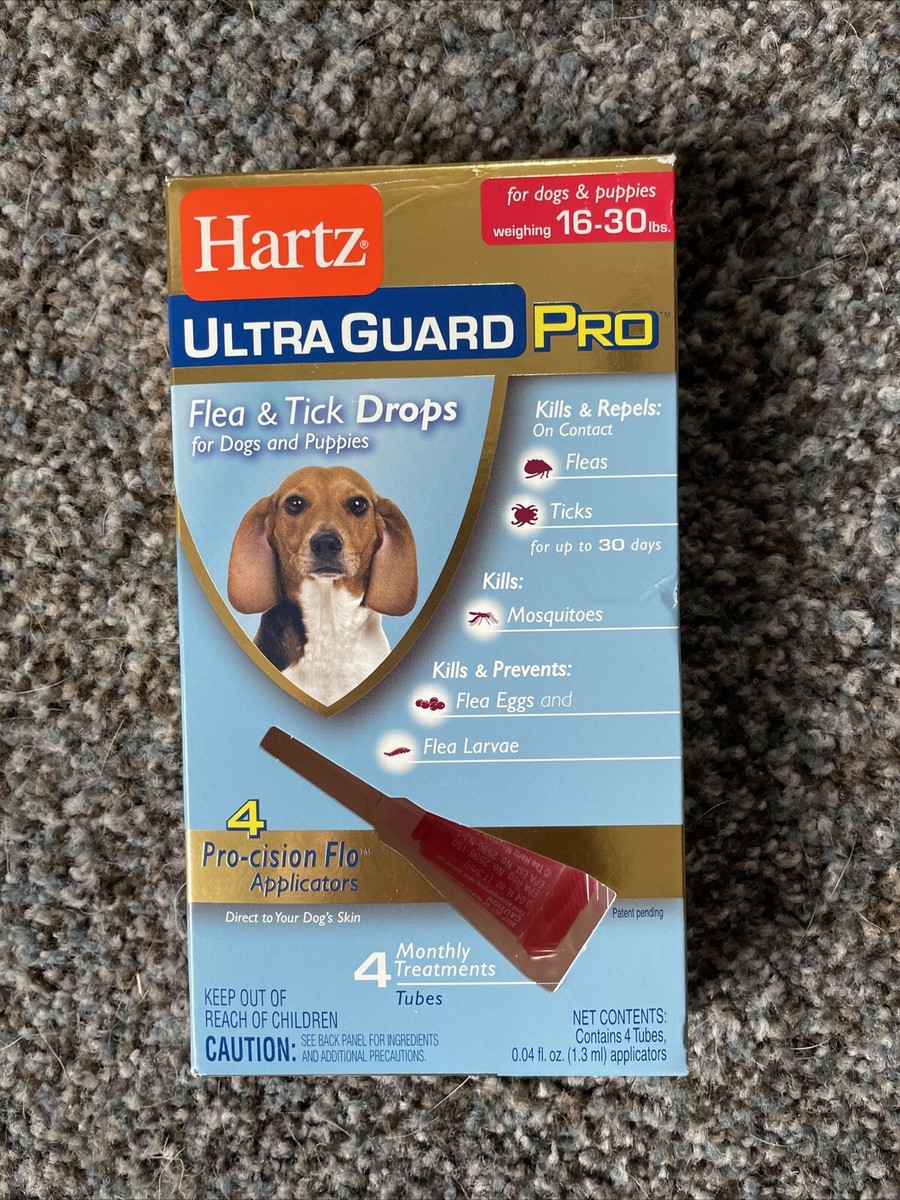 Hartz®
for dogs & puppies
weighing 16-30 lbs.
ULTRA GUARD PRO™
Flea & Tick Drops
for Dogs and Puppies
Kills & Repels:
On Contact
Fleas
Ticks
for up to 30 days
Kills:
Mosquitoes
Kills & Prevents:
Flea Eggs and
Flea Larvae
4
Pro-cision Flo™
Applicators
Direct to Your Dog's Skin
Patent pending
4 Monthly
Treatments
Tubes
KEEP OUT OF
REACH OF CHILDREN
CAUTION: SEE BACK PANEL FOR INGREDIENTS
AND ADDITIONAL PRECAUTIONS.
NET CONTENTS:
Contains 4 Tubes,
0.04 fl. oz. (1.3 ml) applicators